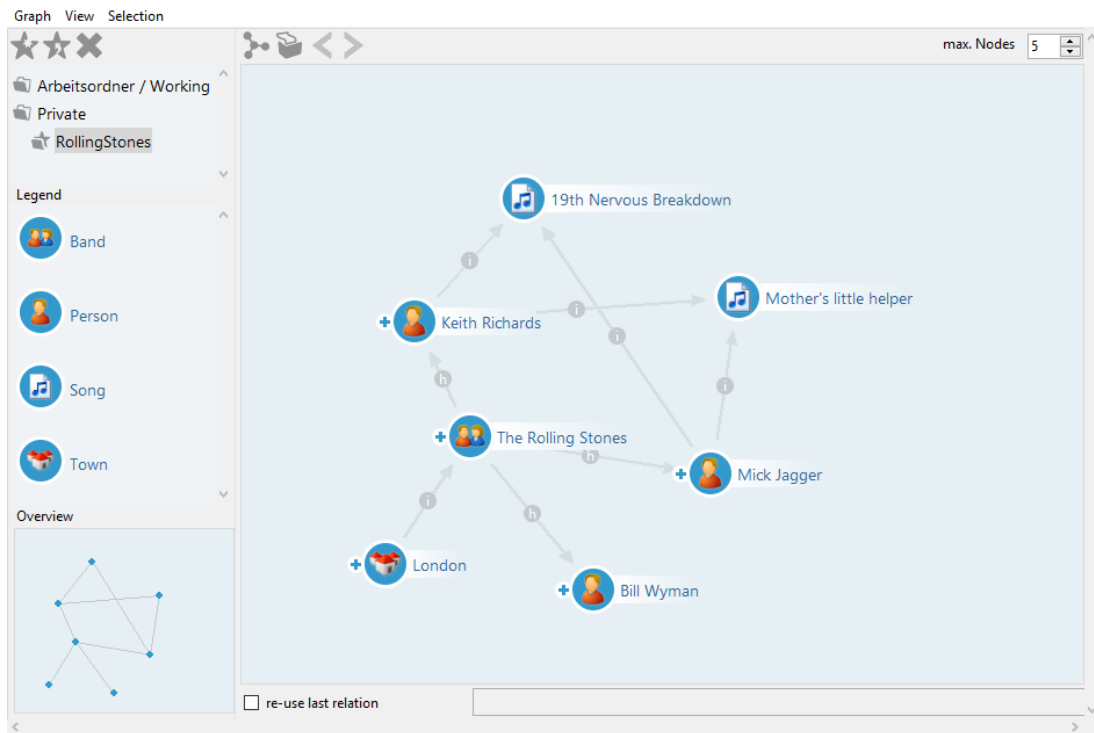 Graph View Selection
max. Nodes 5
Arbeitsordner / Working
Private
RollingStones
Legend
Band
Person
Song
Town
Overview
19th Nervous Breakdown
i
Mother's little helper
i
Keith Richards
i
h
i
The Rolling Stones
h
Mick Jagger
i
h
London
Bill Wyman
re-use last relation